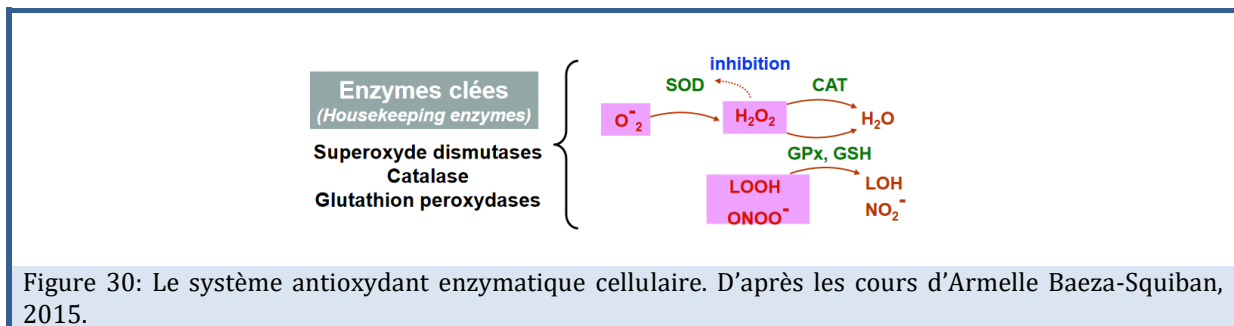 Enzymes clées
(Housekeeping enzymes)
Superoxyde dismutases
Catalase
Glutathion peroxydases
inhibition
SOD
CAT
O⁻₂
H₂O₂
H₂O
GPx, GSH
LOOH
LOH
ONOO⁻
NO₂⁻
Figure 30: Le système antioxydant enzymatique cellulaire. D’après les cours d’Armelle Baeza-Squiban,
2015.